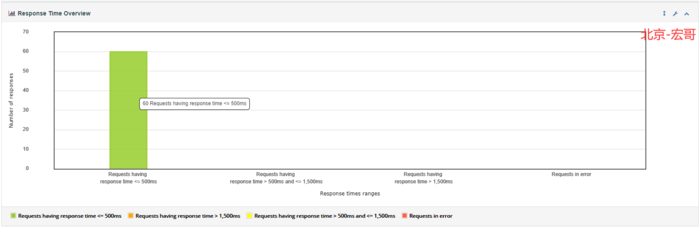 Response Time Overview
北京-宏哥
Number of responses
70
60
50
40
30
20
10
0
60 Requests having response time <= 500ms
Requests having
response time <= 500ms
Requests having
response time > 500ms and <= 1,500ms
Requests having
response time > 1,500ms
Requests in error
Response times ranges
Requests having response time <= 500ms Requests having response time > 1,500ms Requests having response time > 500ms and <= 1,500ms Requests in error